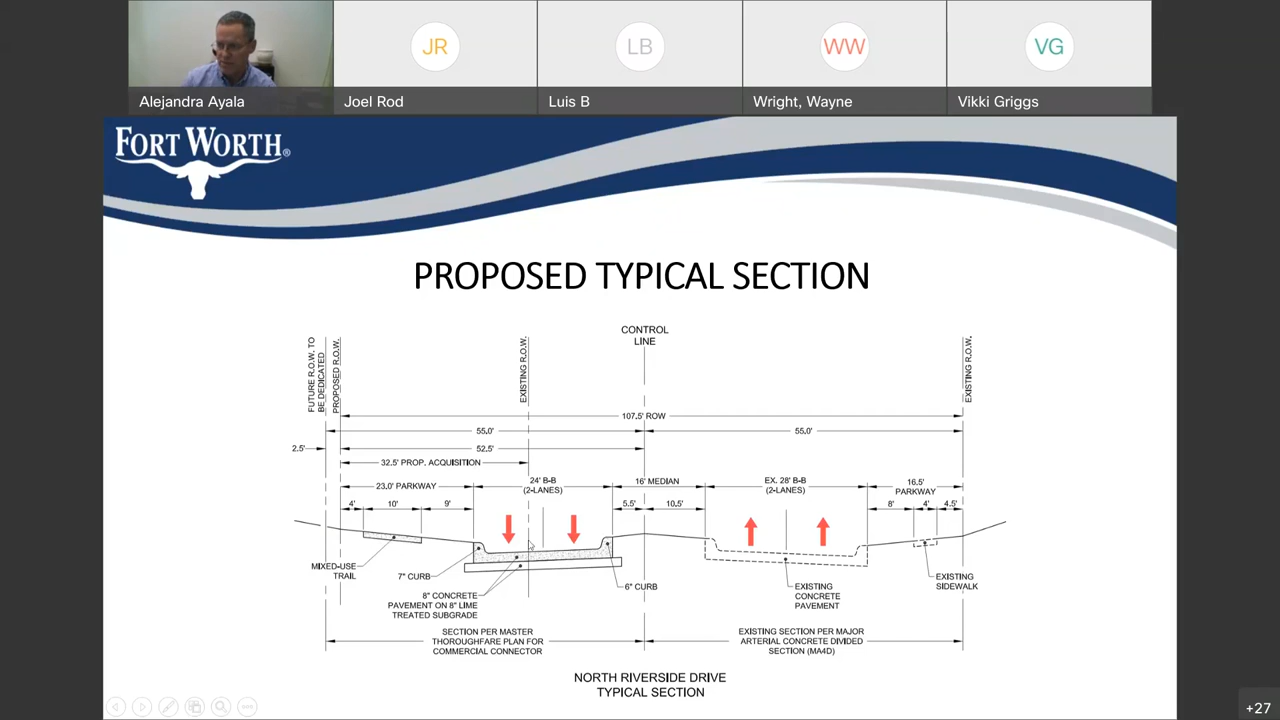 JR
LB
WW
VG
Alejandra Ayala
Joel Rod
Luis B
Wright, Wayne
Vikki Griggs
FORT WORTH®
PROPOSED TYPICAL SECTION
FUTURE R.O.W. TO
BE DEDICATED
PROPOSED R.O.W.
EXISTING R.O.W.
CONTROL
LINE
EXISTING R.O.W.
107.5' ROW
55.0'
55.0'
2.5'
52.5'
32.5' PROP. ACQUISITION
23.0' PARKWAY
24' B-B
(2-LANES)
16' MEDIAN
EX. 28' B-B
(2-LANES)
16.5'
PARKWAY
4'
10'
9'
5.5'
10.5'
8'
4'
4.5'
MIXED-USE
TRAIL
7" CURB
8" CONCRETE
PAVEMENT ON 8" LIME
TREATED SUBGRADE
6" CURB
EXISTING
CONCRETE
PAVEMENT
EXISTING
SIDEWALK
SECTION PER MASTER
THOROUGHFARE PLAN FOR
COMMERCIAL CONNECTOR
EXISTING SECTION PER MAJOR
ARTERIAL CONCRETE DIVIDED
SECTION (MA4D)
NORTH RIVERSIDE DRIVE
TYPICAL SECTION
+27